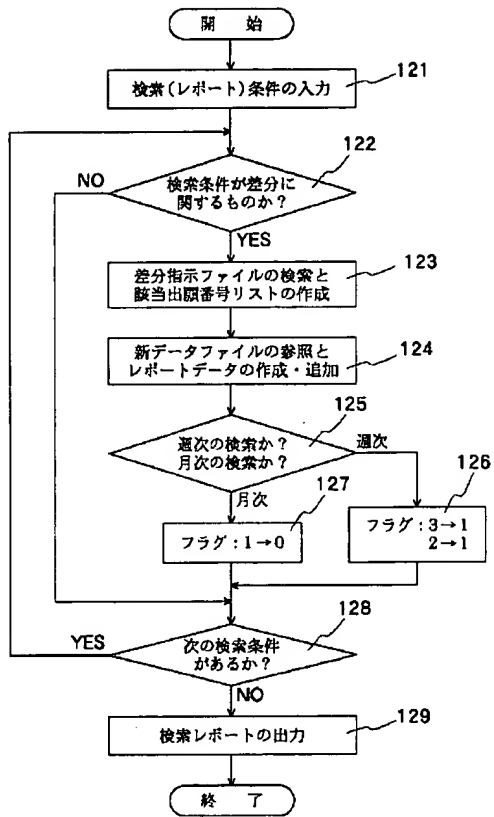 開 始
検索(レポート)条件の入力
121
検索条件が差分に
関するものか?
122
NO
YES
差分指示ファイルの検索と
該当出願番号リストの作成
123
新データファイルの参照と
レポートデータの作成・追加
124
週次の検索か?
月次の検索か?
125
週次
月次
フラグ:3→1
2→1
126
フラグ:1→0
127
次の検索条件
があるか?
128
YES
NO
検索レポートの出力
129
終 了